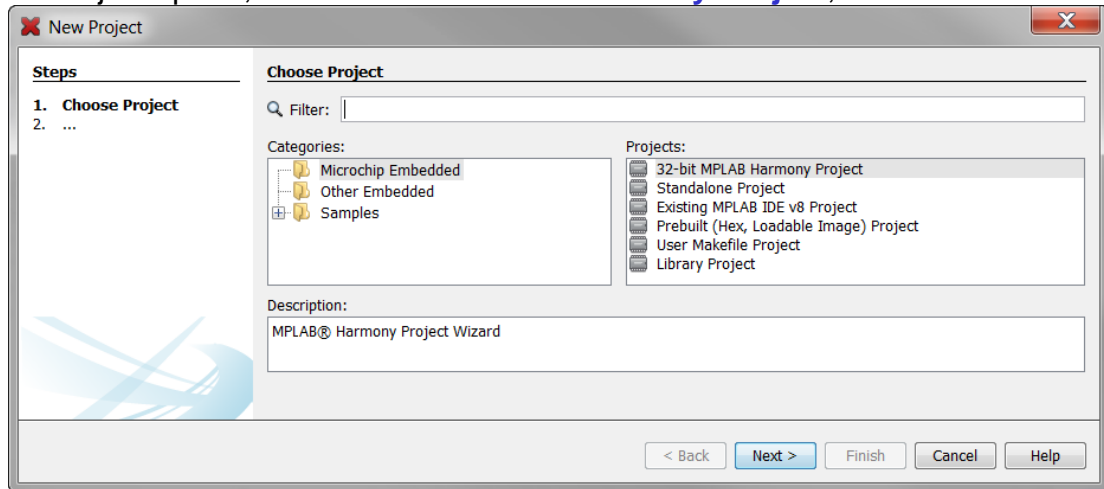 New Project
X
Steps
1. Choose Project
2. ...
Choose Project
Filter:
Categories:
Microchip Embedded
Other Embedded
Samples
Projects:
32-bit MPLAB Harmony Project
Standalone Project
Existing MPLAB IDE v8 Project
Prebuilt (Hex, Loadable Image) Project
User Makefile Project
Library Project
Description:
MPLAB® Harmony Project Wizard
< Back
Next >
Finish
Cancel
Help